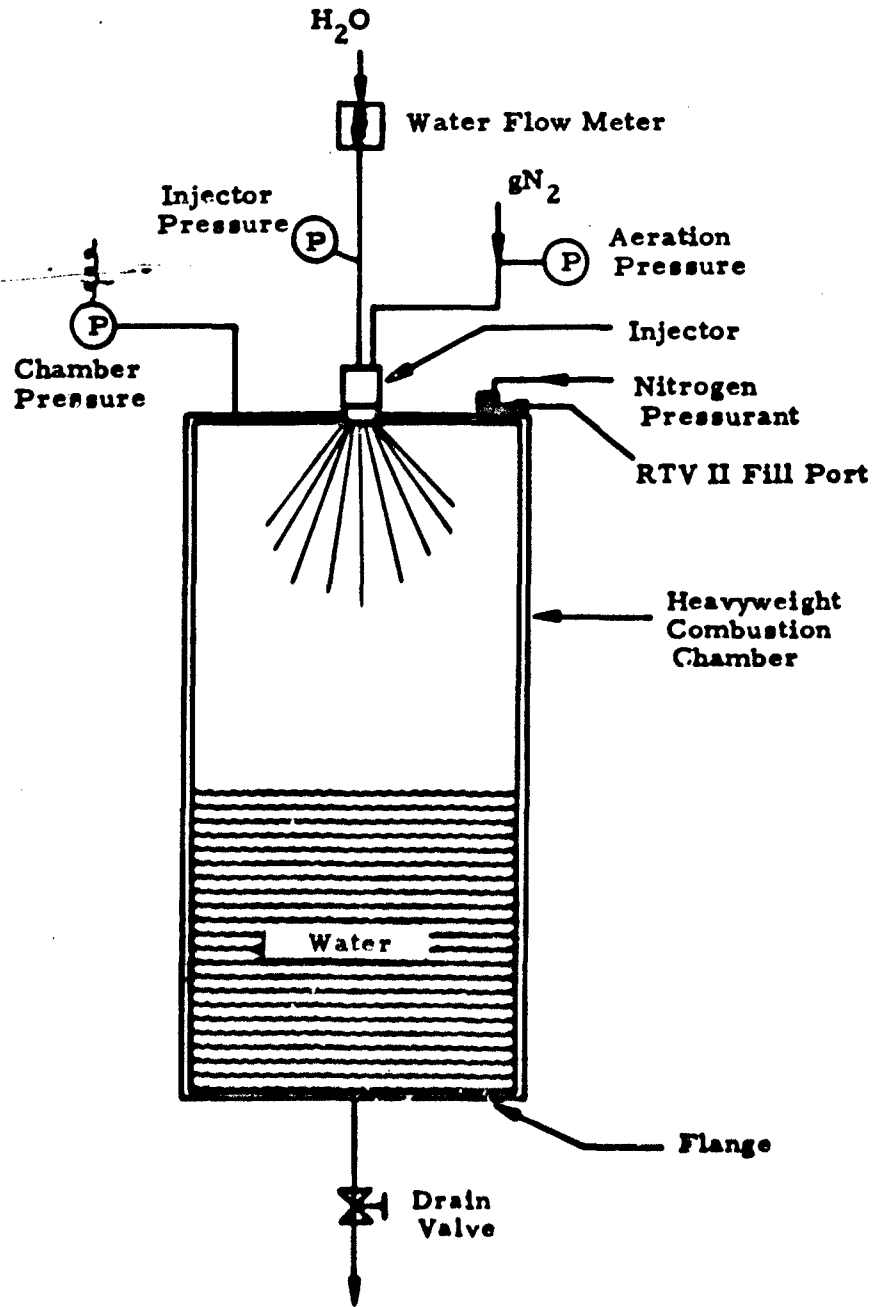 H₂O
Water Flow Meter
gN₂
Injector
Pressure
P
Aeration
Pressure
P
P
Chamber
Pressure
Injector
Nitrogen
Pressurant
RTV II Fill Port
Heavyweight
Combustion
Chamber
Water
Flange
Drain
Valve